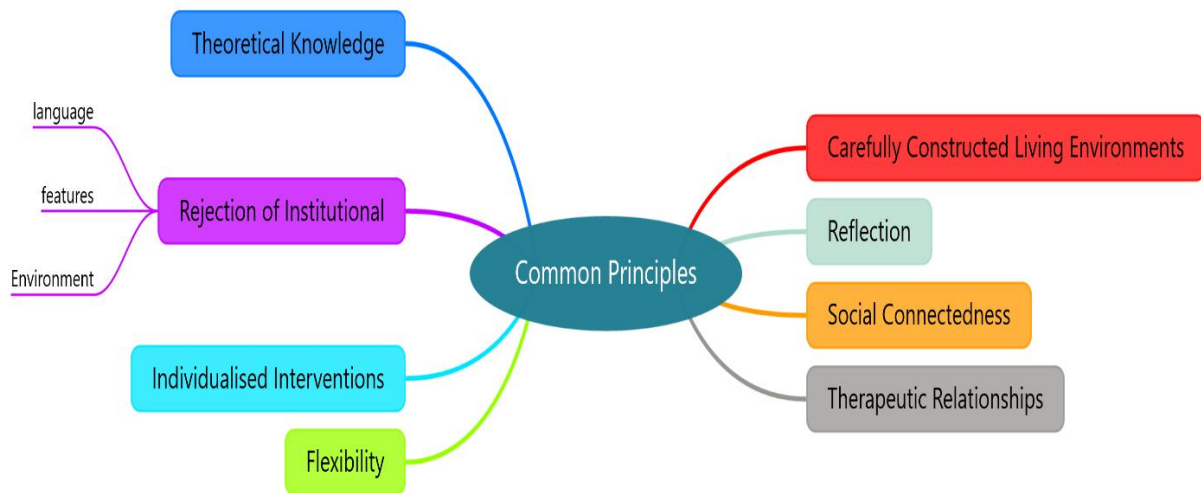 Theoretical Knowledge
language
features
Environment
Rejection of Institutional
Individualised Interventions
Flexibility
Common Principles
Carefully Constructed Living Environments
Reflection
Social Connectedness
Therapeutic Relationships